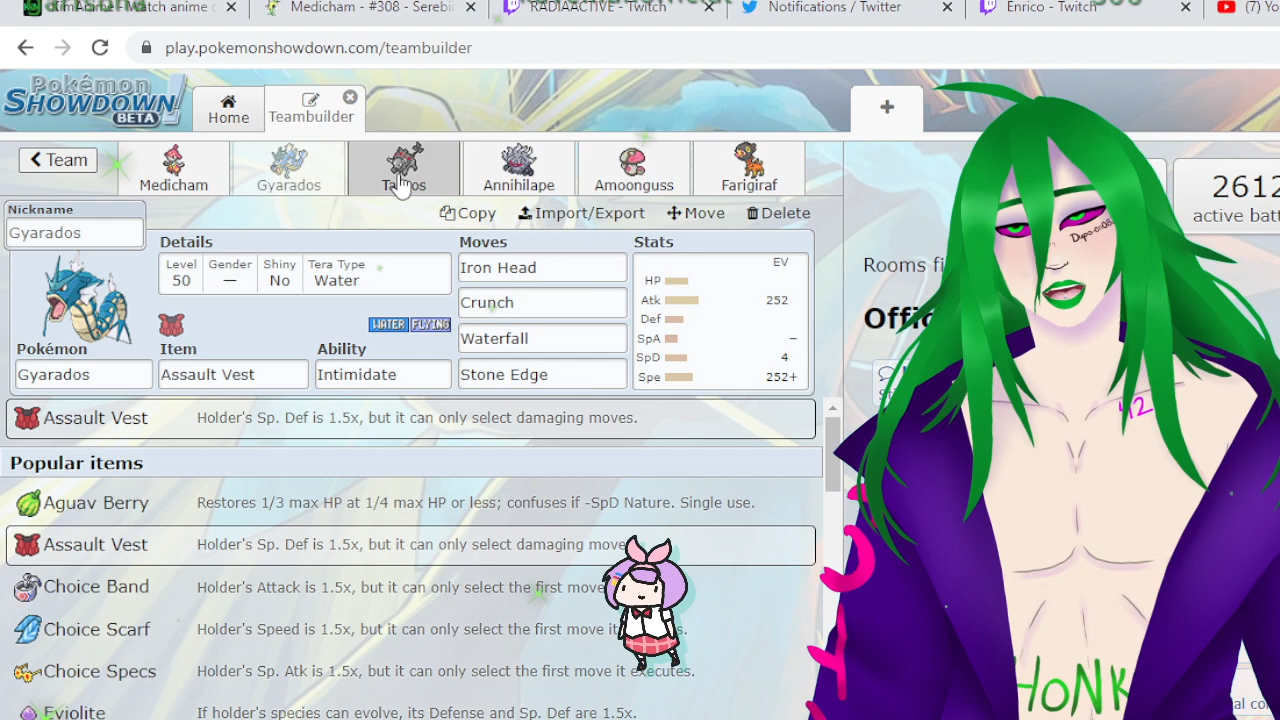 KimAnime - Watch anime
Medicham - #308 - Serebii
RADIAACTIVE - Twitch
Notifications / Twitter
Enrico - Twitch
(7) Yo
play.pokemonshowdown.com/teambuilder
Pokémon
SHOWDOWN!
BETA
Home
Teambuilder
+
Team
Medicham
Gyarados
Annihilape
Amoonguss
Farigiraf
2612
active batt
Nickname
Gyarados
Copy
Import/Export
Move
Delete
Details
Moves
Stats
Level
Gender
Shiny
Tera Type
50
—
No
Water
Iron Head
Crunch
Waterfall
Stone Edge
EV
HP
Atk 252
Def
SpA –
SpD 4
Spe 252+
WATER FLYING
Pokémon
Item
Ability
Gyarados
Assault Vest
Intimidate
Rooms fi
Offic
Assault Vest Holder's Sp. Def is 1.5x, but it can only select damaging moves.
Popular items
Aguav Berry Restores 1/3 max HP at 1/4 max HP or less; confuses if -SpD Nature. Single use.
Assault Vest Holder's Sp. Def is 1.5x, but it can only select damaging move
Choice Band Holder's Attack is 1.5x, but it can only select the first move
Choice Scarf Holder's Speed is 1.5x, but it can only select the first move it
s.
Choice Specs Holder's Sp. Atk is 1.5x, but it can only select the first move it executes.
Eviolite If holder's species can evolve, its Defense and Sp. Def are 1.5x.
42
HONK